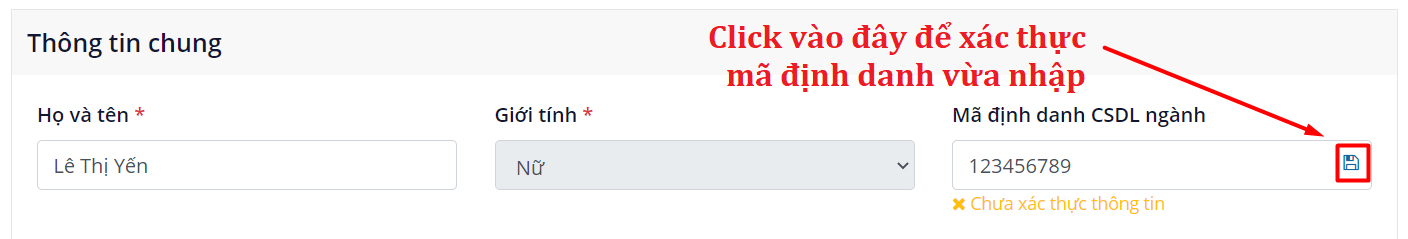 Thông tin chung
Click vào đây để xác thực
mã định danh vừa nhập
Họ và tên *
Giới tính *
Mã định danh CSDL ngành
Lê Thị Yến
Nữ
123456789
Chưa xác thực thông tin